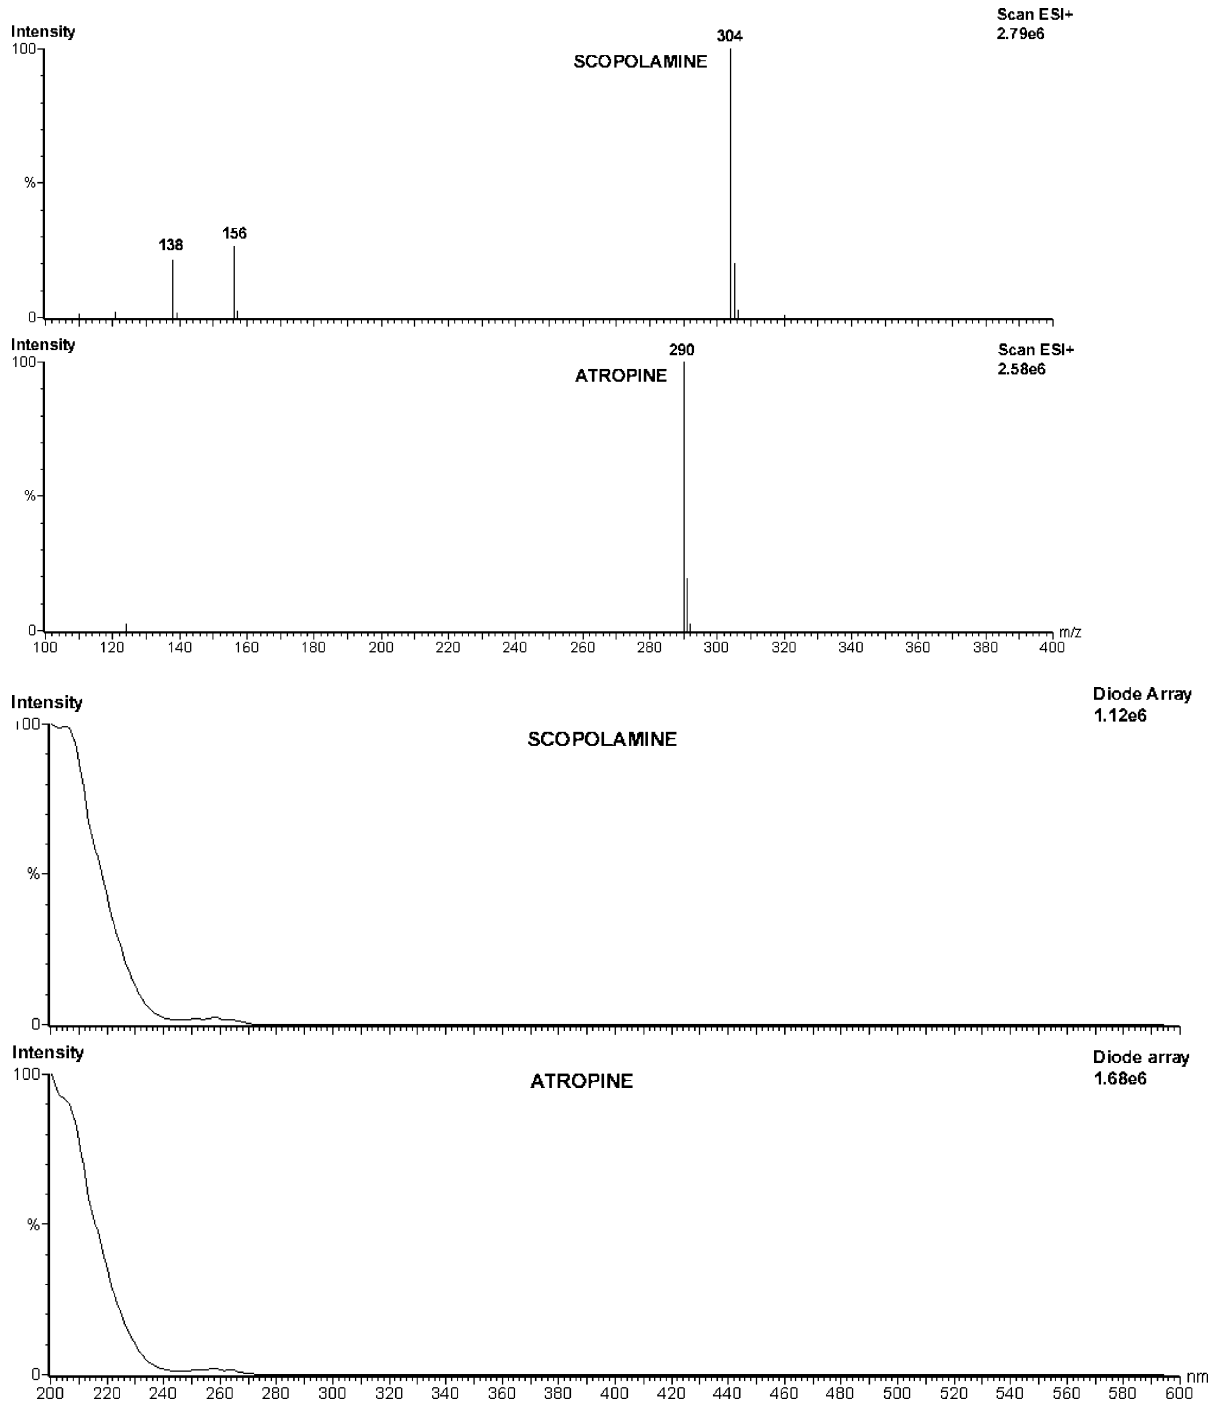 Scan ESI+
2.79e6
Intensity
100
304
SCOPOLAMINE
%
156
138
0
Intensity
290
Scan ESI+
2.58e6
100
ATROPINE
%
0
m/z
100 120 140 160 180 200 220 240 260 280 300 320 340 360 380 400
Diode Array
1.12e6
Intensity
100
SCOPOLAMINE
%
0
Intensity
Diode array
1.68e6
100
ATROPINE
%
0
nm
200 220 240 260 280 300 320 340 360 380 400 420 440 460 480 500 520 540 560 580 600